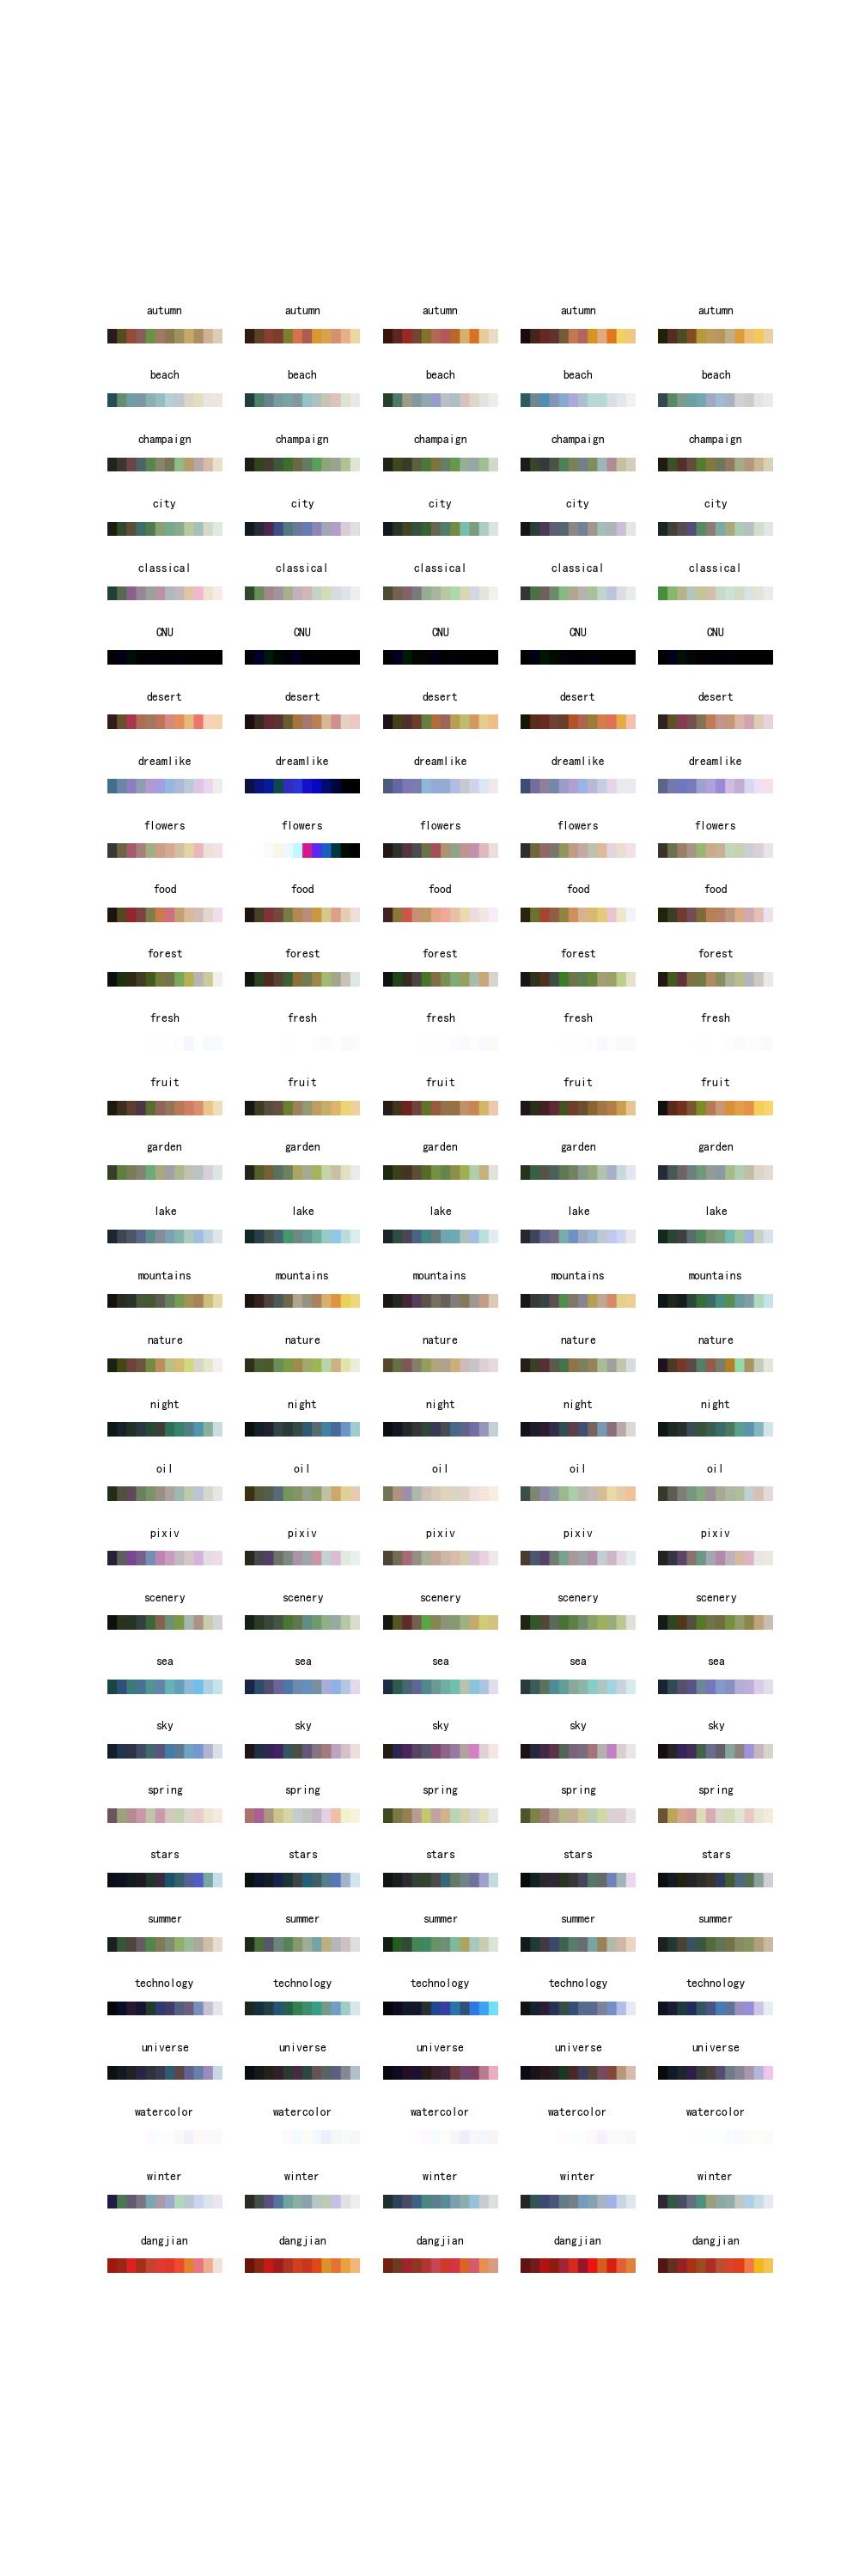 autumn autumn autumn autumn autumn
beach beach beach beach beach
champaign champaign champaign champaign champaign
city city city city city
classical classical classical classical classical
CNU CNU CNU CNU CNU
desert desert desert desert desert
dreamlike dreamlike dreamlike dreamlike dreamlike
flowers flowers flowers flowers flowers
food food food food food
forest forest forest forest forest
fresh fresh fresh fresh fresh
fruit fruit fruit fruit fruit
garden garden garden garden garden
lake lake lake lake lake
mountains mountains mountains mountains mountains
nature nature nature nature nature
night night night night night
oil oil oil oil oil
pixiv pixiv pixiv pixiv pixiv
scenery scenery scenery scenery scenery
sea sea sea sea sea
sky sky sky sky sky
spring spring spring spring spring
stars stars stars stars stars
summer summer summer summer summer
technology technology technology technology technology
universe universe universe universe universe
watercolor watercolor watercolor watercolor watercolor
winter winter winter winter winter
dangjian dangjian dangjian dangjian dangjian